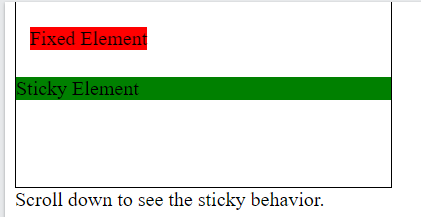 Fixed Element
Sticky Element
Scroll down to see the sticky behavior.